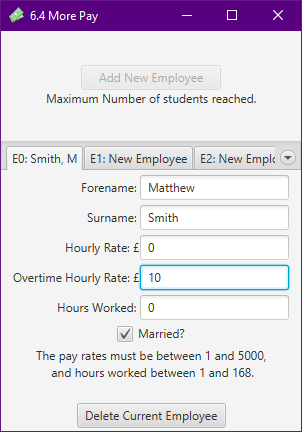 6.4 More Pay
Add New Employee
Maximum Number of students reached.
E0: Smith, M
E1: New Employee
E2: New Emplo
Forename: Matthew
Surname: Smith
Hourly Rate: £ 0
Overtime Hourly Rate: £ 10
Hours Worked: 0
Married?
The pay rates must be between 1 and 5000,
and hours worked between 1 and 168.
Delete Current Employee